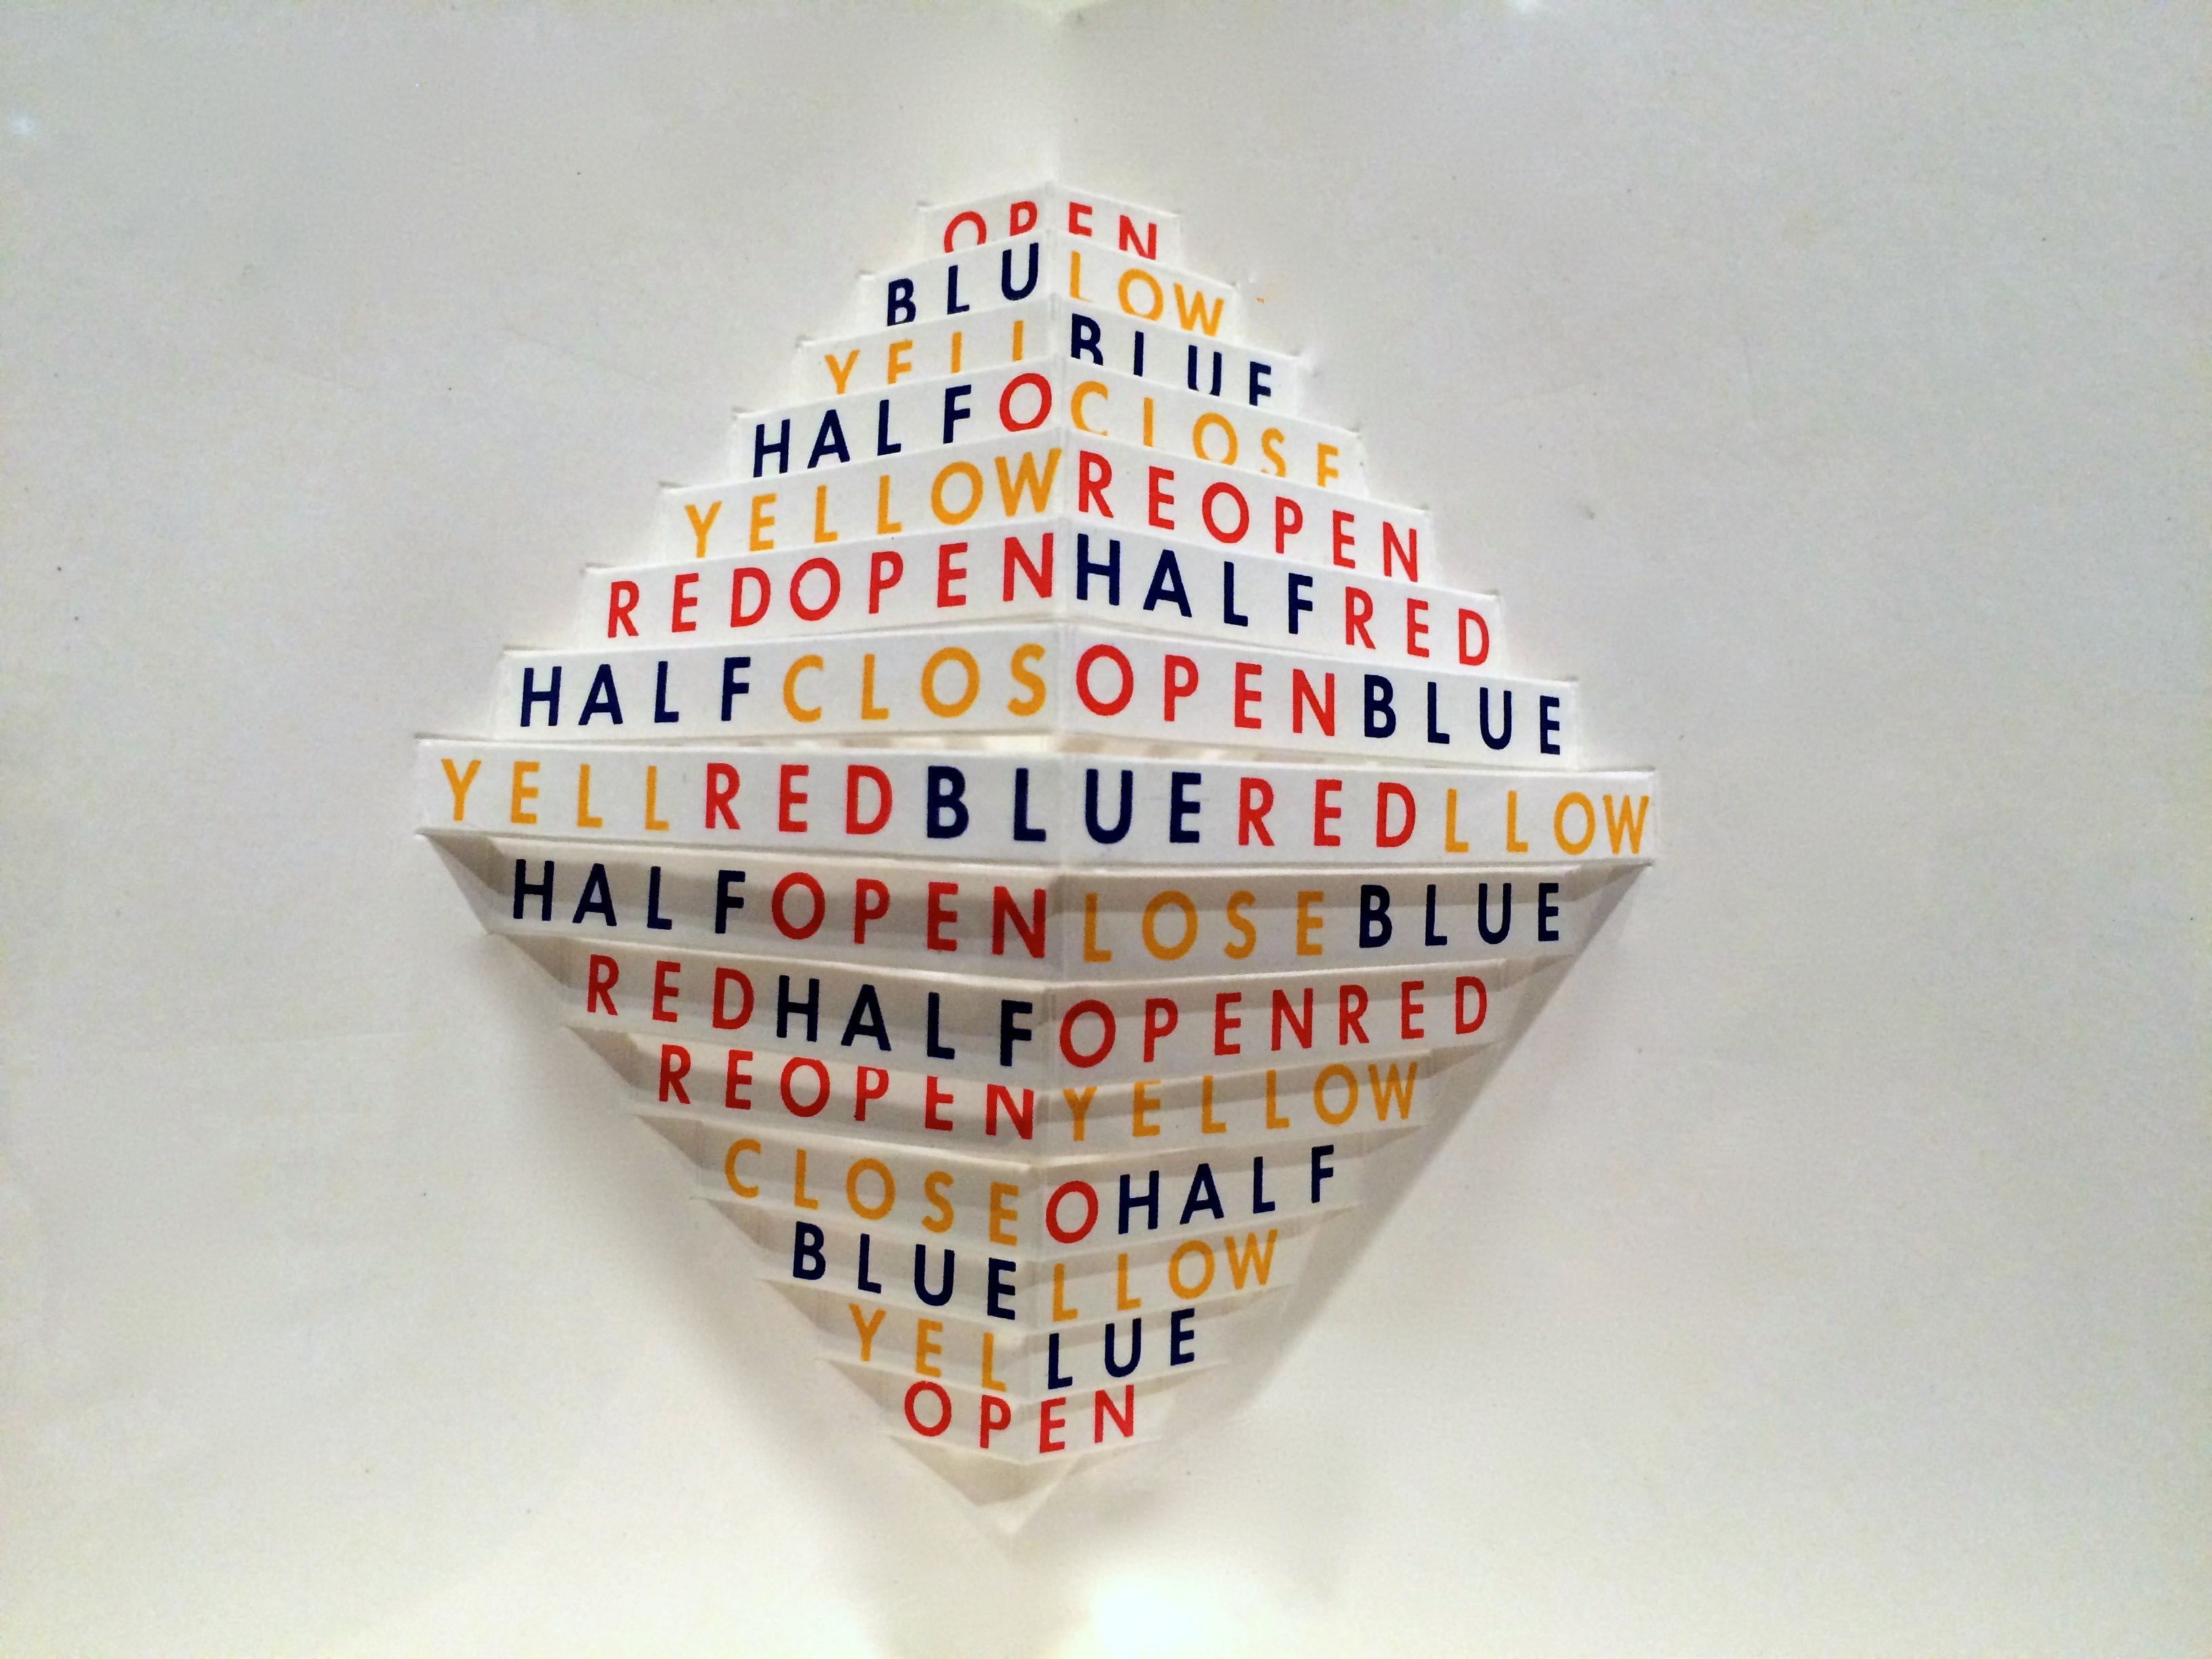 OPEN
BLULOW
YELLBLUE
HALFOCLOSE
YELLOWREOPEN
REDOPENHALFRED
HALFCLOSOPENBLUE
YELLREDBLUEREDLLOW
HALFOPENLOSEBLUE
REDHALFOPENRED
REOPENYELLOW
CLOSEOHALF
BLUELLOW
YELLUE
OPEN